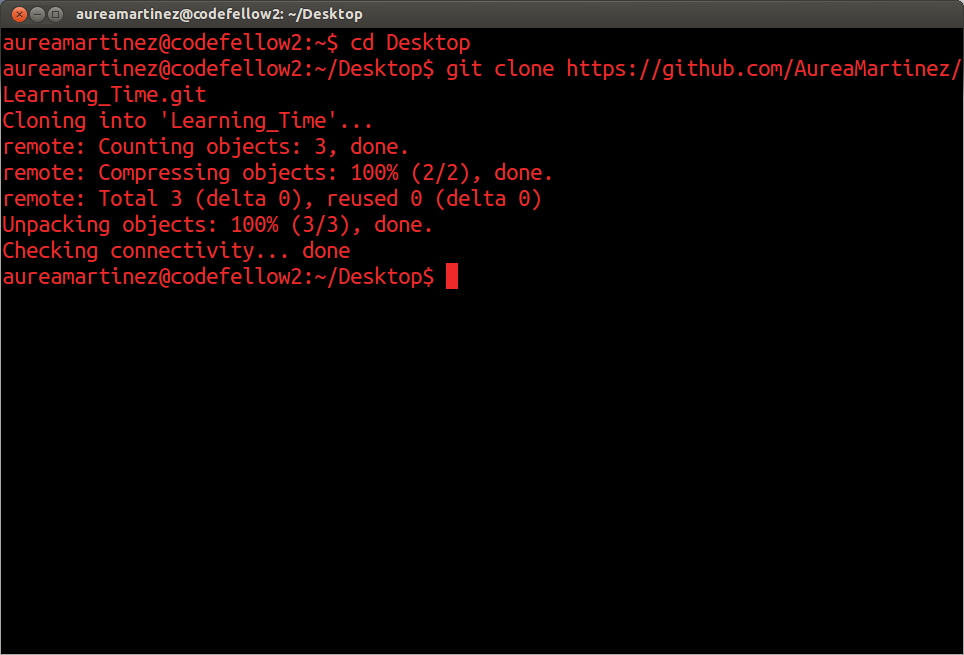 aureamartinez@codefellow2: ~/Desktop
aureamartinez@codefellow2:~$ cd Desktop
aureamartinez@codefellow2:~/Desktop$ git clone https://github.com/AureaMartinez/
Learning_Time.git
Cloning into 'Learning_Time'...
remote: Counting objects: 3, done.
remote: Compressing objects: 100% (2/2), done.
remote: Total 3 (delta 0), reused 0 (delta 0)
Unpacking objects: 100% (3/3), done.
Checking connectivity... done
aureamartinez@codefellow2:~/Desktop$